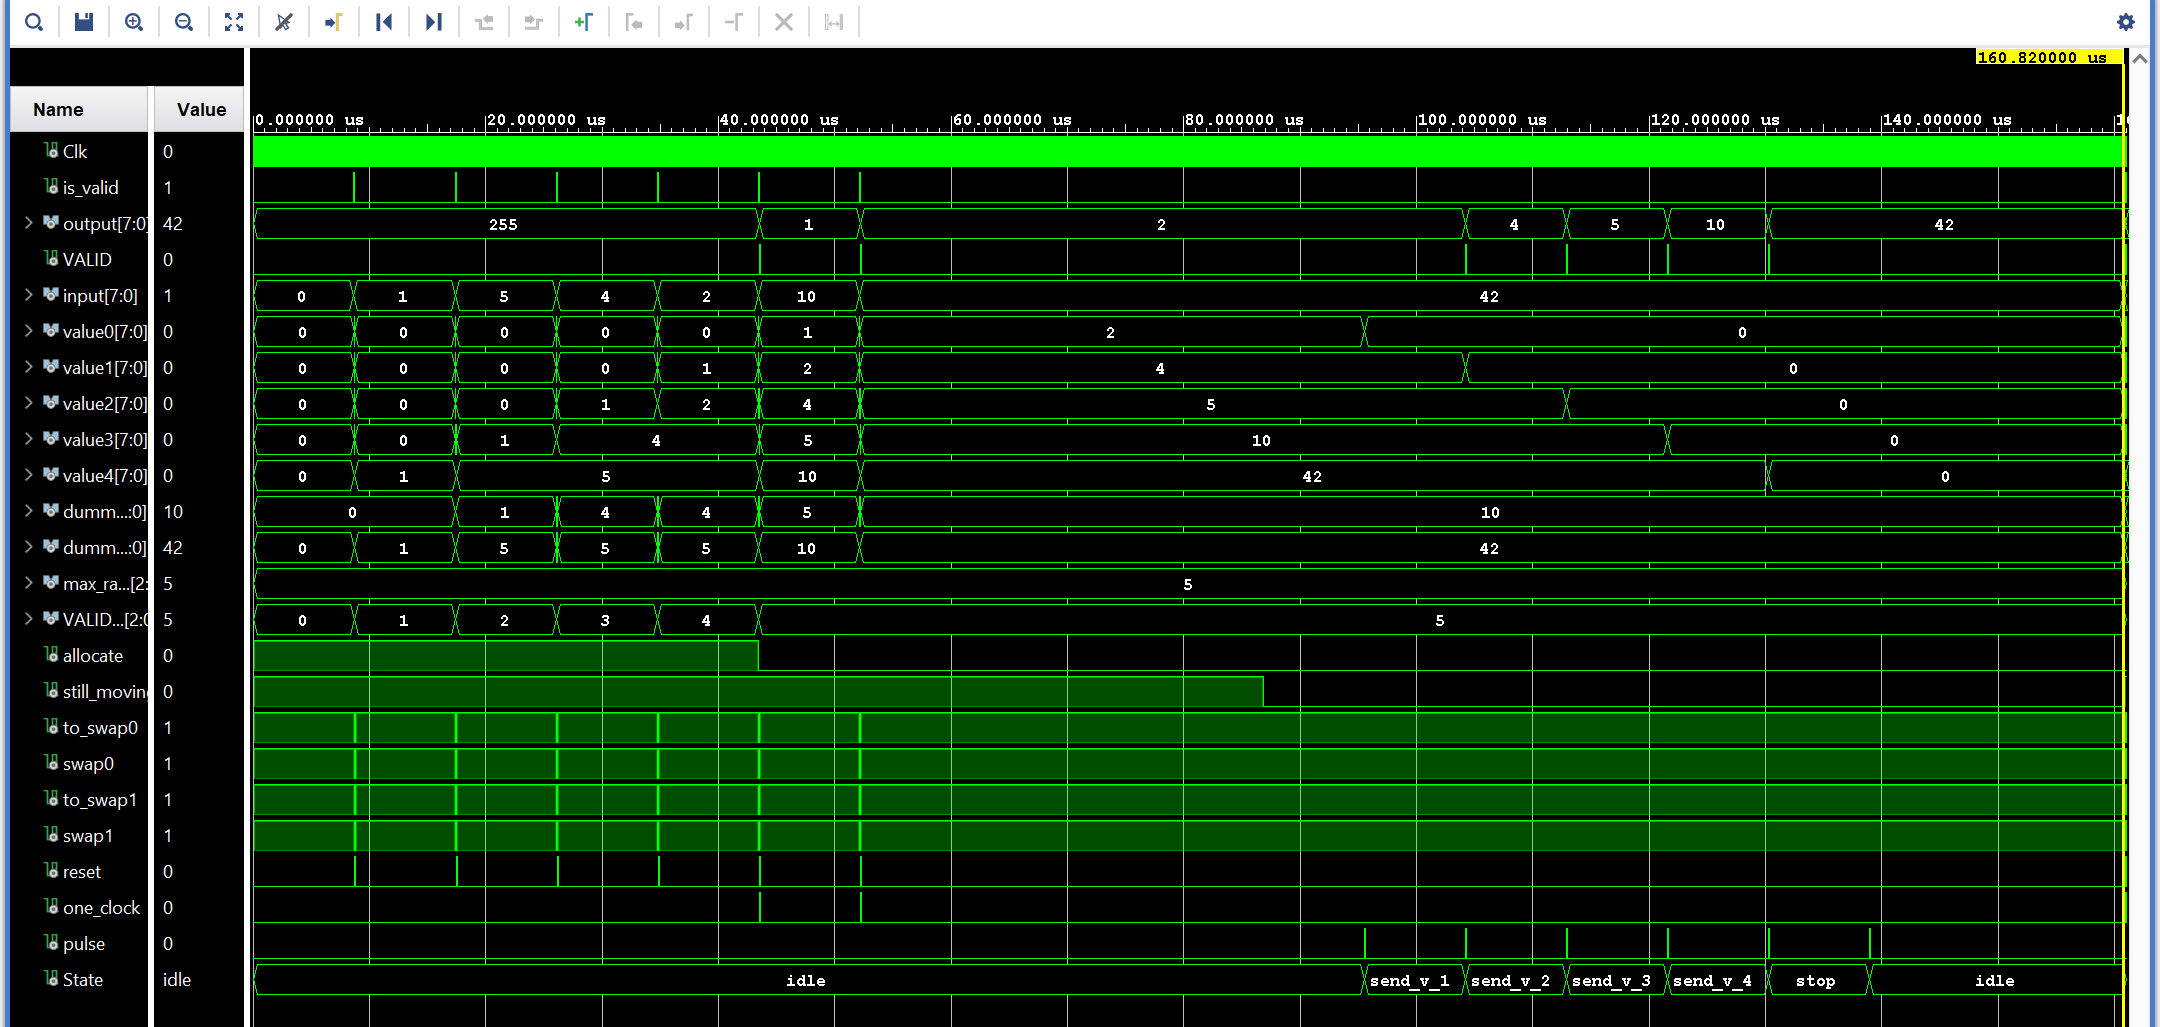 160.820000 us
Name Value
0.000000 us 20.000000 us 40.000000 us 60.000000 us 80.000000 us 100.000000 us 120.000000 us 140.000000 us
Clk 0
is_valid 1
output[7:0] 42 255 1 2 4 5 10 42
VALID 0
input[7:0] 1 0 1 5 4 2 10 42
value0[7:0] 0 0 0 0 0 0 1 2 0
value1[7:0] 0 0 0 0 0 1 2 4 0
value2[7:0] 0 0 0 0 1 2 4 5 0
value3[7:0] 0 0 0 1 4 5 10 0
value4[7:0] 0 0 1 5 10 42 0
dumm...:0] 10 0 1 4 4 5 10
dumm...:0] 42 0 1 5 5 5 10 42
max_ra...[2: 5 5
VALID...[2:0 5 0 1 2 3 4 5
allocate 0
still_moving 0
to_swap0 1
swap0 1
to_swap1 1
swap1 1
reset 0
one_clock 0
pulse 0
State idle idle send_v_1 send_v_2 send_v_3 send_v_4 stop idle